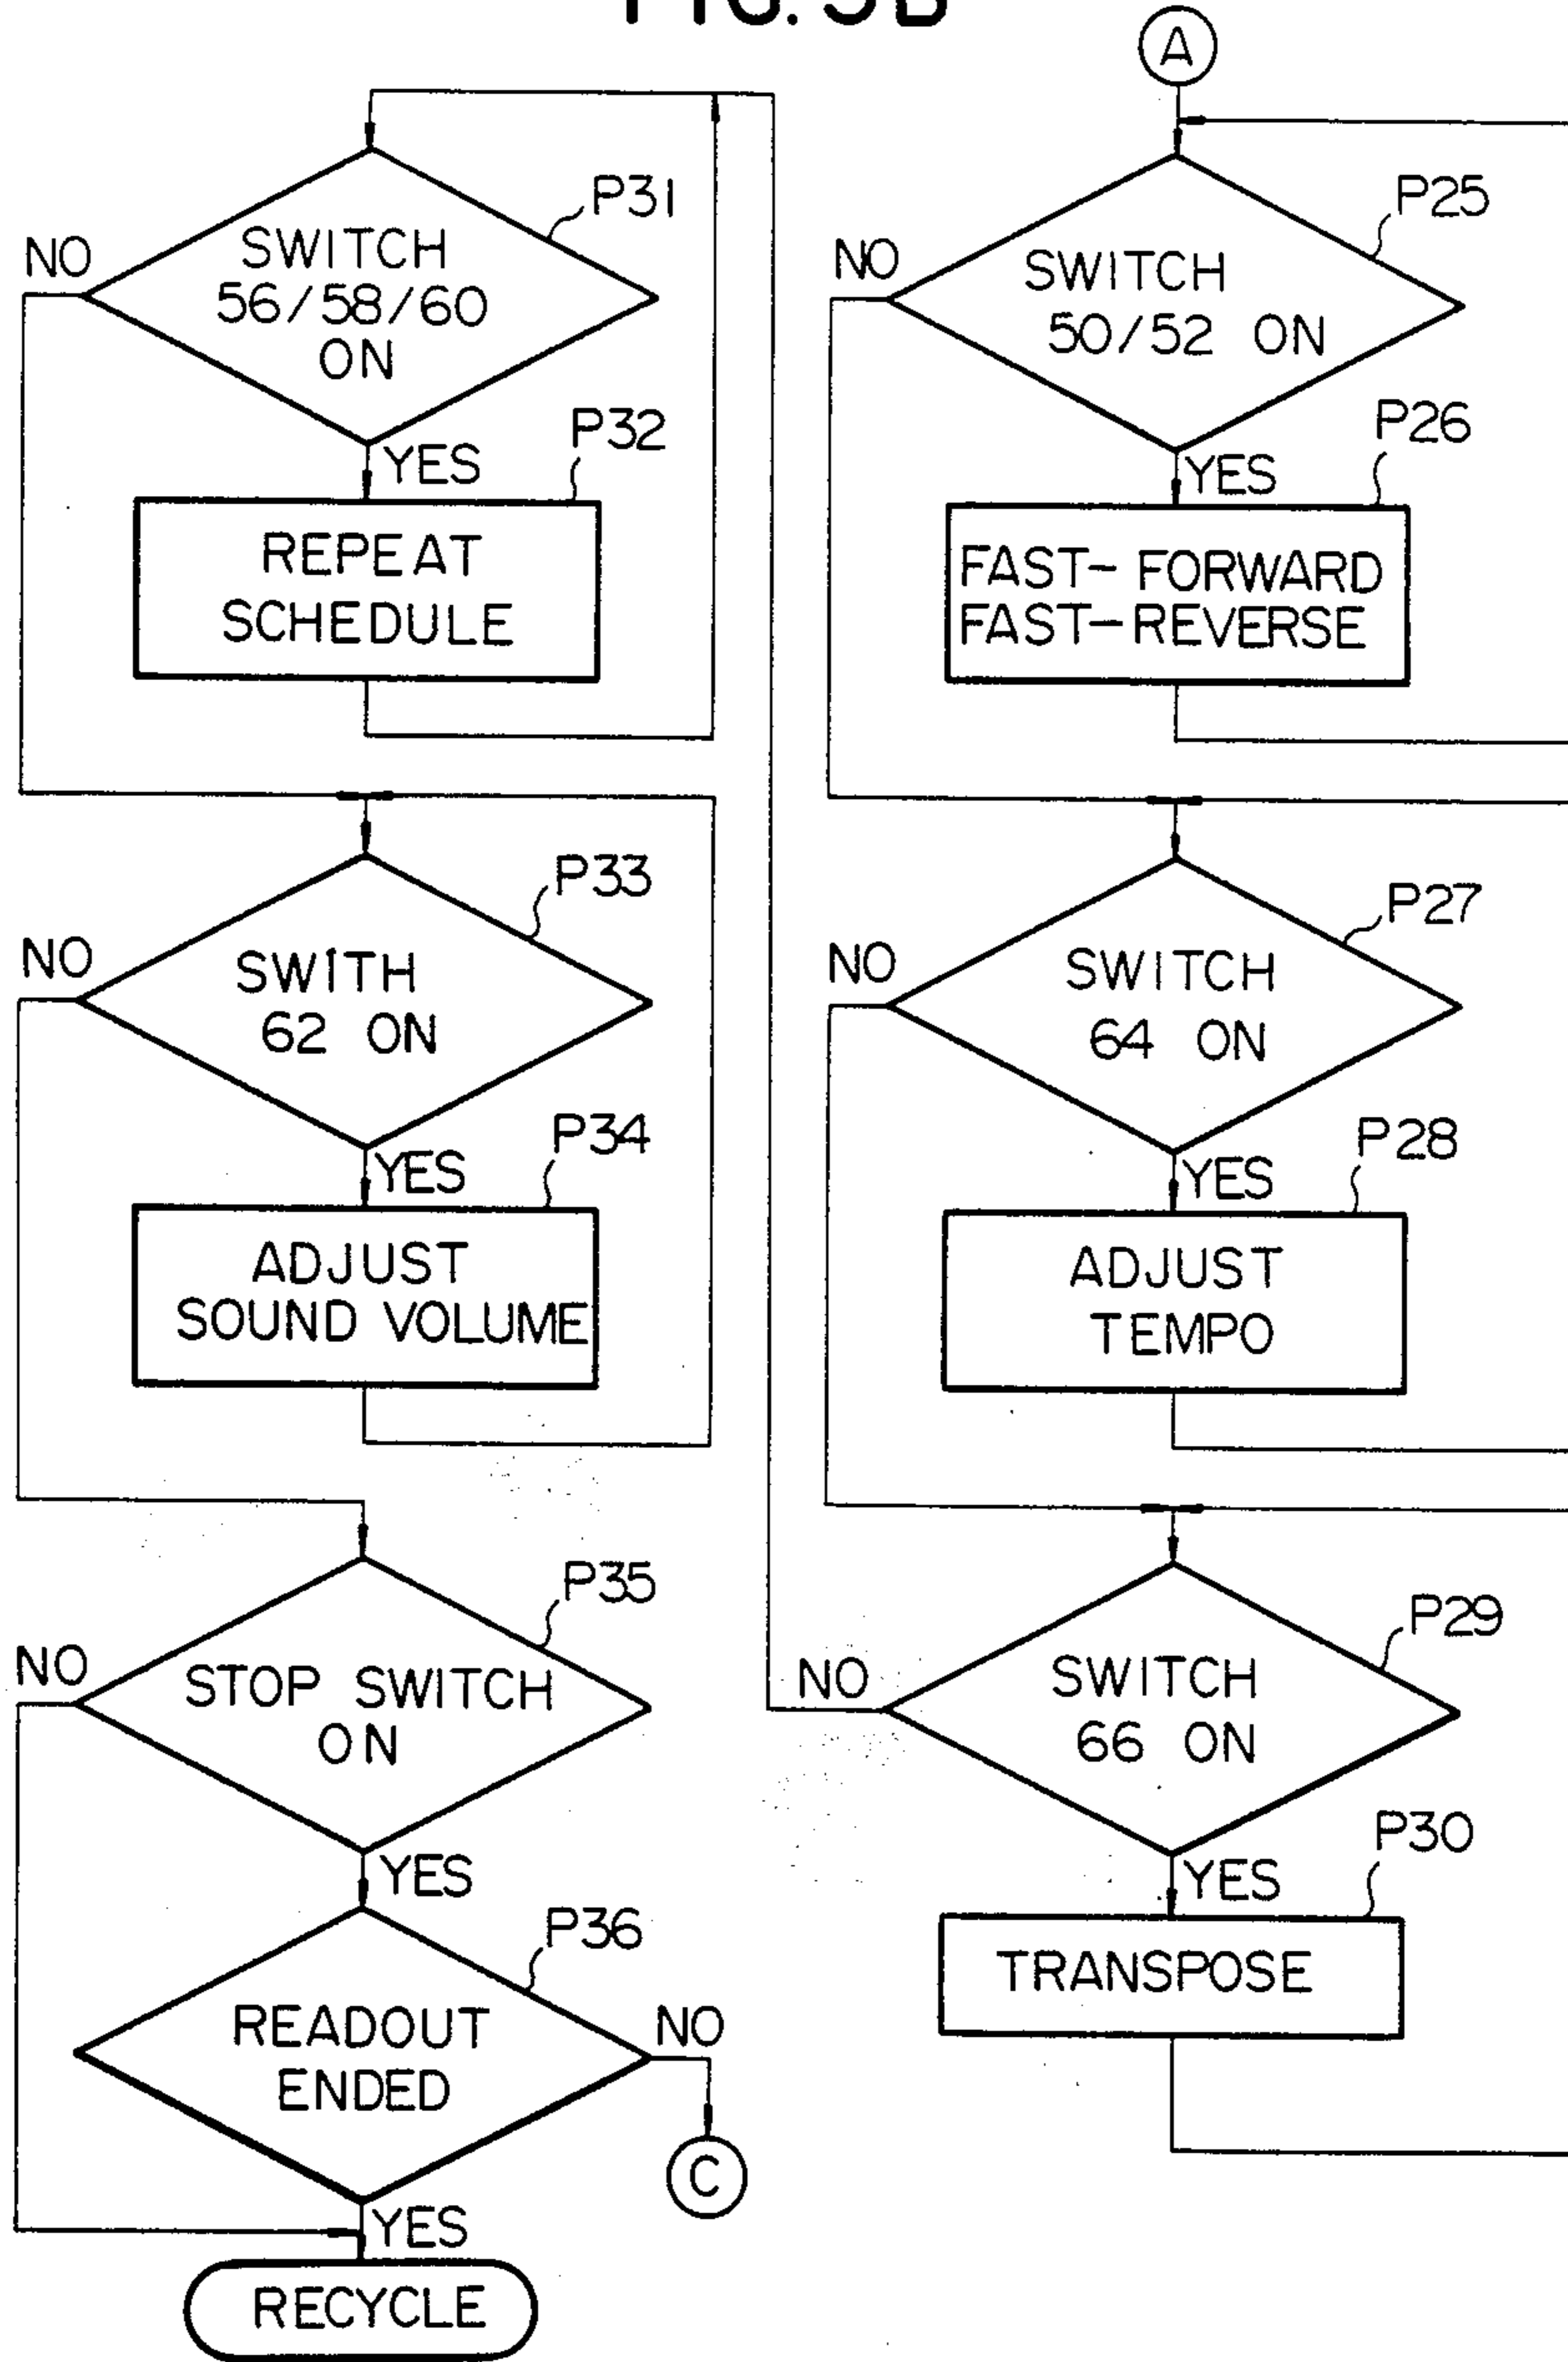 FIG. 5B
A
P25
NO
SWITCH
50/52 ON
YES
P26
FAST-FORWARD
FAST-REVERSE
P27
NO
SWITCH
64 ON
YES
P28
ADJUST
TEMPO
P29
NO
SWITCH
66 ON
YES
P30
TRANSPOSE
P31
NO
SWITCH
56/58/60
ON
YES
P32
REPEAT
SCHEDULE
P33
NO
SWITH
62 ON
YES
P34
ADJUST
SOUND VOLUME
P35
NO
STOP SWITCH
ON
YES
P36
READOUT
ENDED
NO
C
YES
RECYCLE